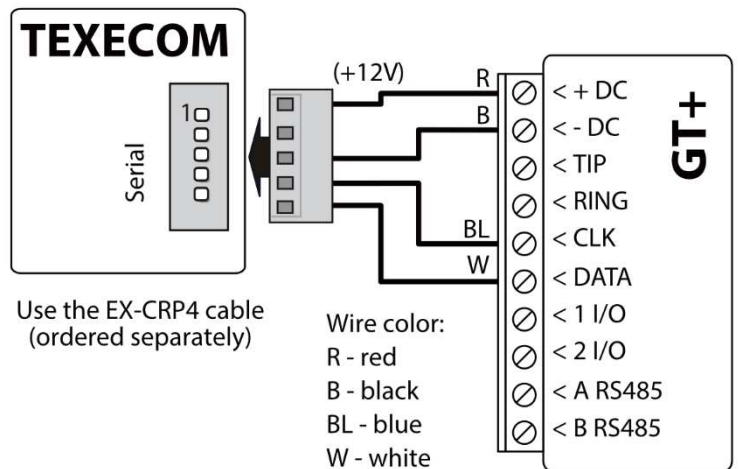 TEXECOM
1
Serial
Use the EX-CRP4 cable
(ordered separately)
(+12V)
R
B
BL
W
Wire color:
R - red
B - black
BL - blue
W - white
< + DC
< - DC
< TIP
< RING
< CLK
< DATA
< 1 I/O
< 2 I/O
< A RS485
< B RS485
GT+